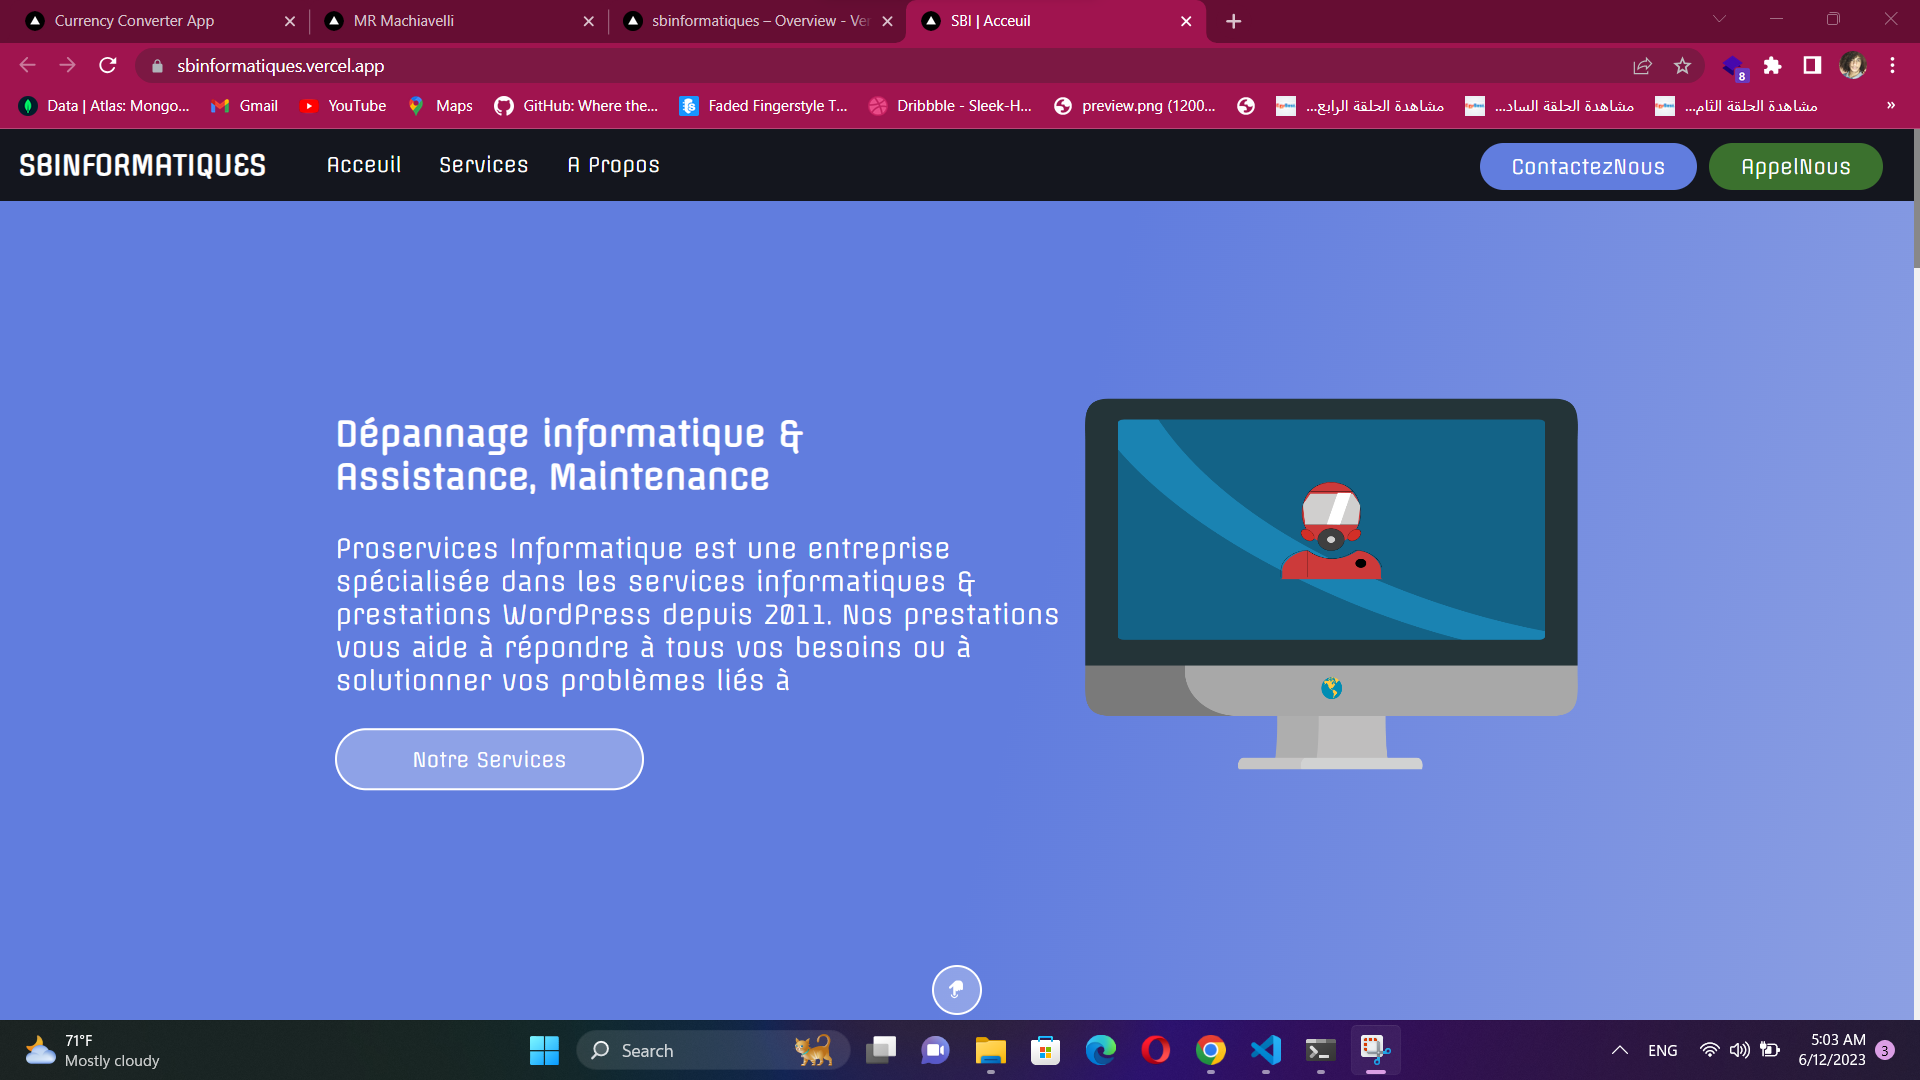 Currency Converter App
MR Machiavelli
sbinformatiques – Overview - Ver
SBI | Acceuil
sbinformatiques.vercel.app
8
Data | Atlas: Mongo...
Gmail
YouTube
Maps
GitHub: Where the...
Faded Fingerstyle T...
Dribbble - Sleek-H...
preview.png (1200...
مشاهدة الحلقة الرابع...
مشاهدة الحلقة الساد...
مشاهدة الحلقة الثام...
»
SBINFORMATIQUES
Acceuil
Services
A Propos
ContactezNous
AppelNous
Dépannage informatique &
Assistance, Maintenance
Proservices Informatique est une entreprise
spécialisée dans les services informatiques &
prestations WordPress depuis 2011. Nos prestations
vous aide à répondre à tous vos besoins ou à
solutionner vos problèmes liés à
Notre Services
71°F
Mostly cloudy
Search
ENG
5:03 AM
6/12/2023
3